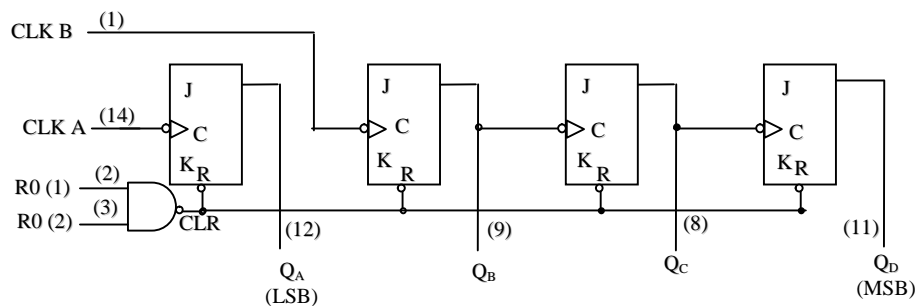 CLK B (1)
J J J J
CLK A (14) C C C C
K K K K
R R R R
R0 (1) (2)
R0 (2) (3)
CLR
(12) (9) (8) (11)
QA QB QC QD
(LSB) (MSB)